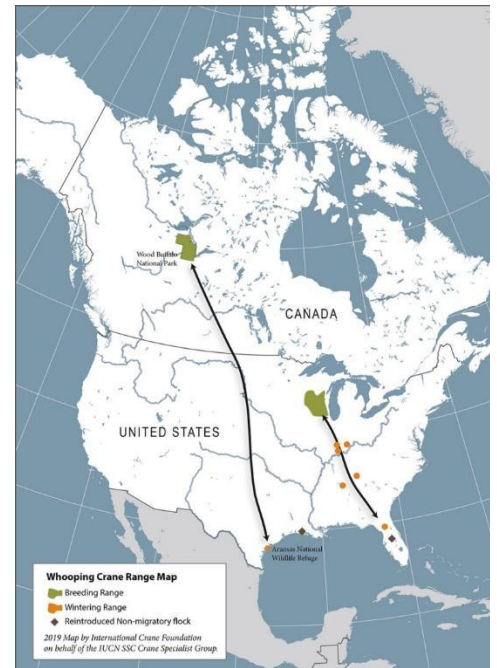 Wood Buffalo
National Park
CANADA
UNITED STATES
Aransas National
Wildlife Refuge
Whooping Crane Range Map
Breeding Range
Wintering Range
Reintroduced Non-migratory flock
2019 Map by International Crane Foundation
on behalf of the IUCN SSC Crane Specialist Group.